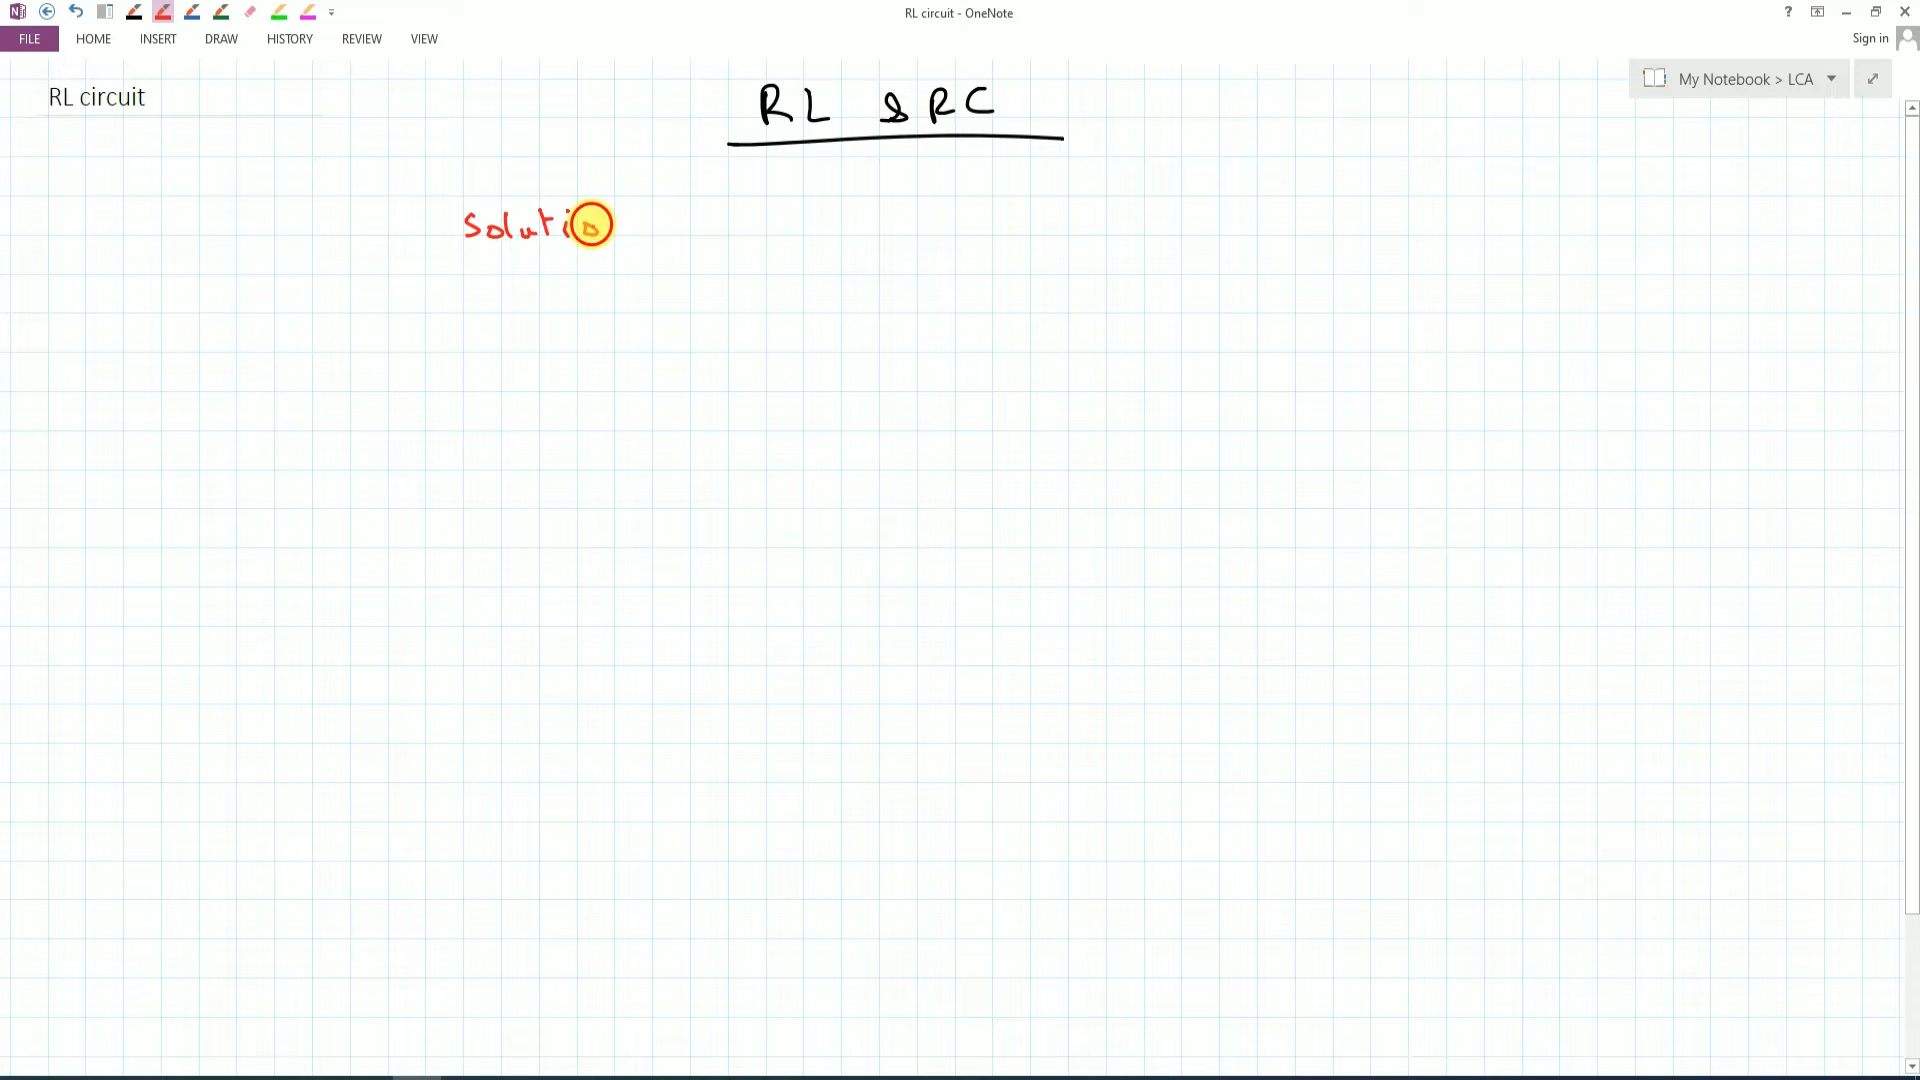 RL circuit - OneNote
FILE HOME INSERT DRAW HISTORY REVIEW VIEW
Sign in
RL circuit
My Notebook > LCA
RL & RC
Solutio